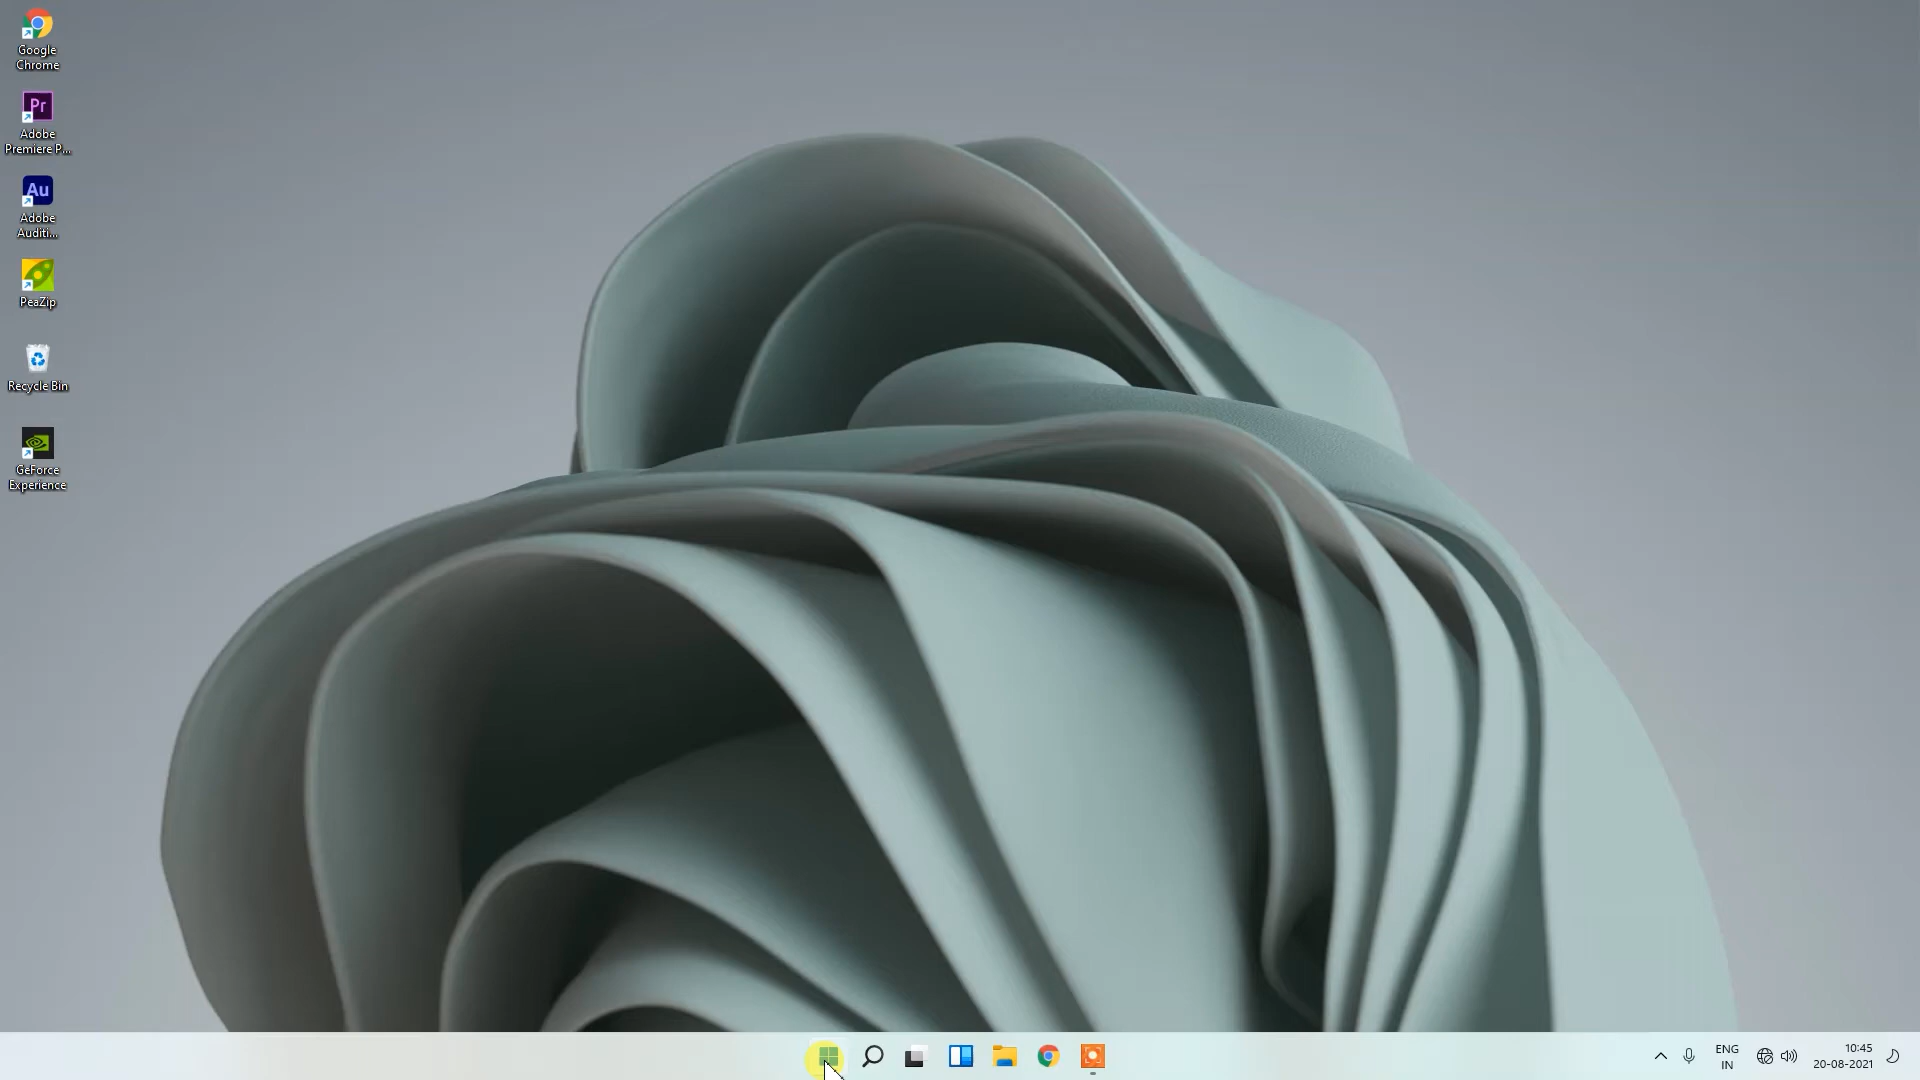 Google
Chrome
Pr
Adobe
Premiere P...
Au
Adobe
Auditi...
PeaZip
Recycle Bin
GeForce
Experience
ENG
IN
10:45
20-08-2021